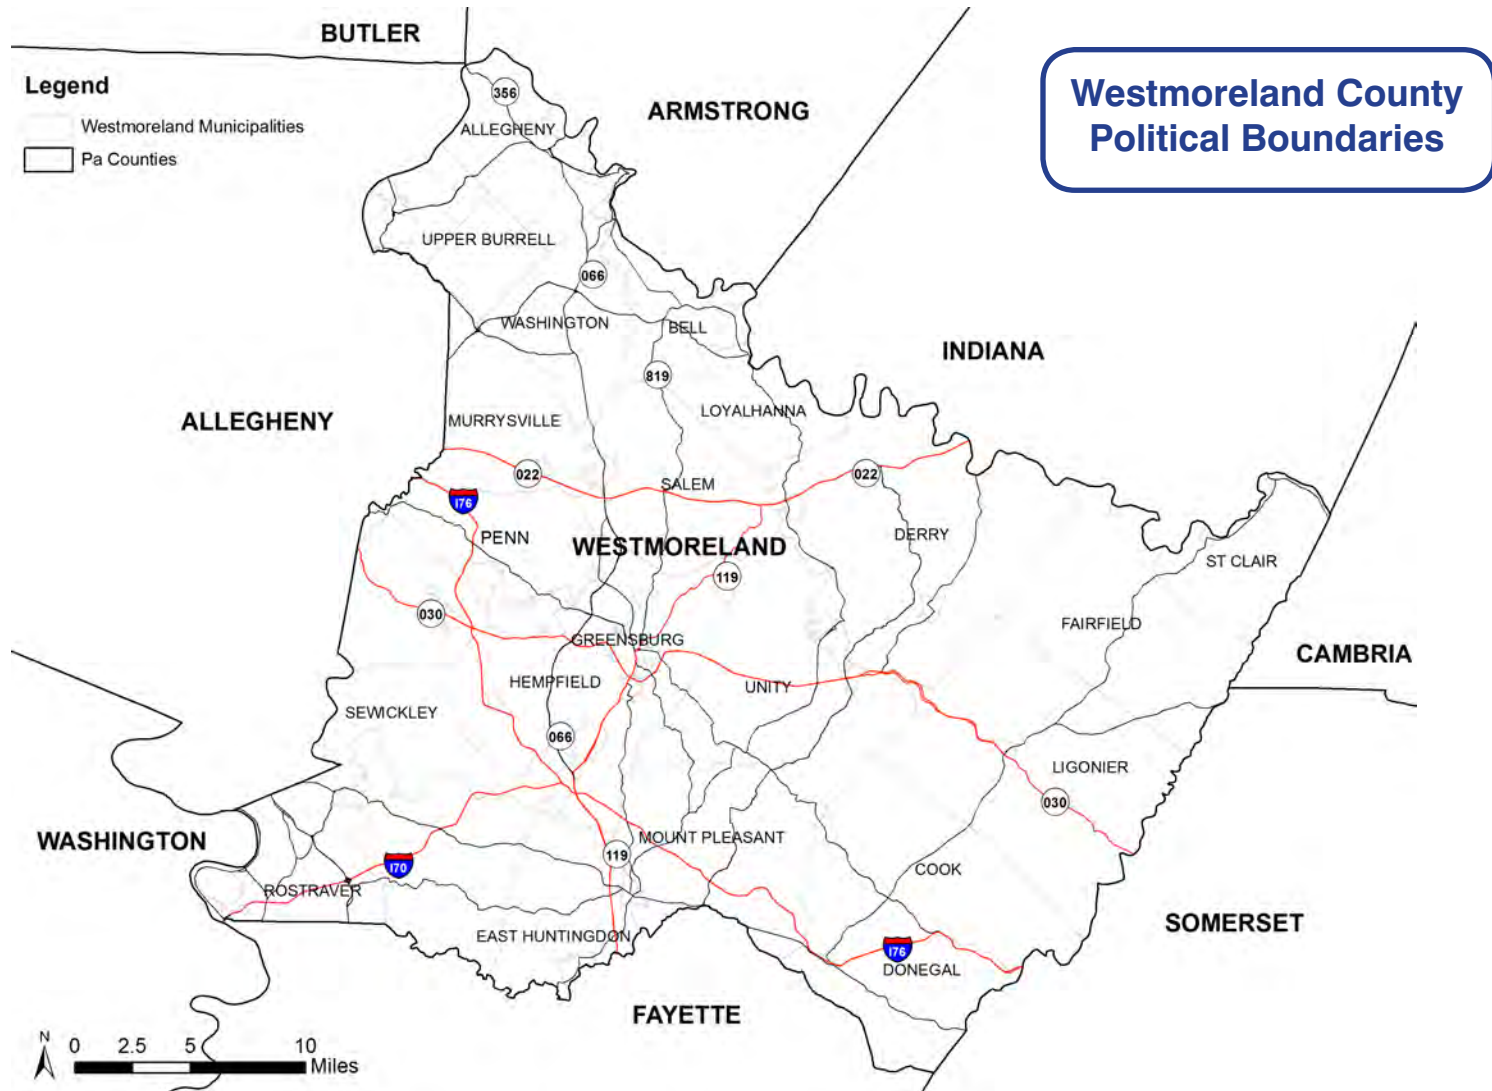 BUTLER
Legend
Westmoreland Municipalities
Pa Counties
Westmoreland County
Political Boundaries
356
ARMSTRONG
ALLEGHENY
UPPER BURRELL
066
WASHINGTON
BELL
INDIANA
819
ALLEGHENY
MURRYSVILLE
LOYALHANNA
022
022
SALEM
I76
PENN
WESTMORELAND
DERRY
ST CLAIR
119
030
FAIRFIELD
GREENSBURG
CAMBRIA
HEMPFIELD
UNITY
SEWICKLEY
066
LIGONIER
030
WASHINGTON
MOUNT PLEASANT
119
I70
COOK
ROSTRAVER
SOMERSET
EAST HUNTINGDON
I76
DONEGAL
FAYETTE
N
0 2.5 5 10
Miles